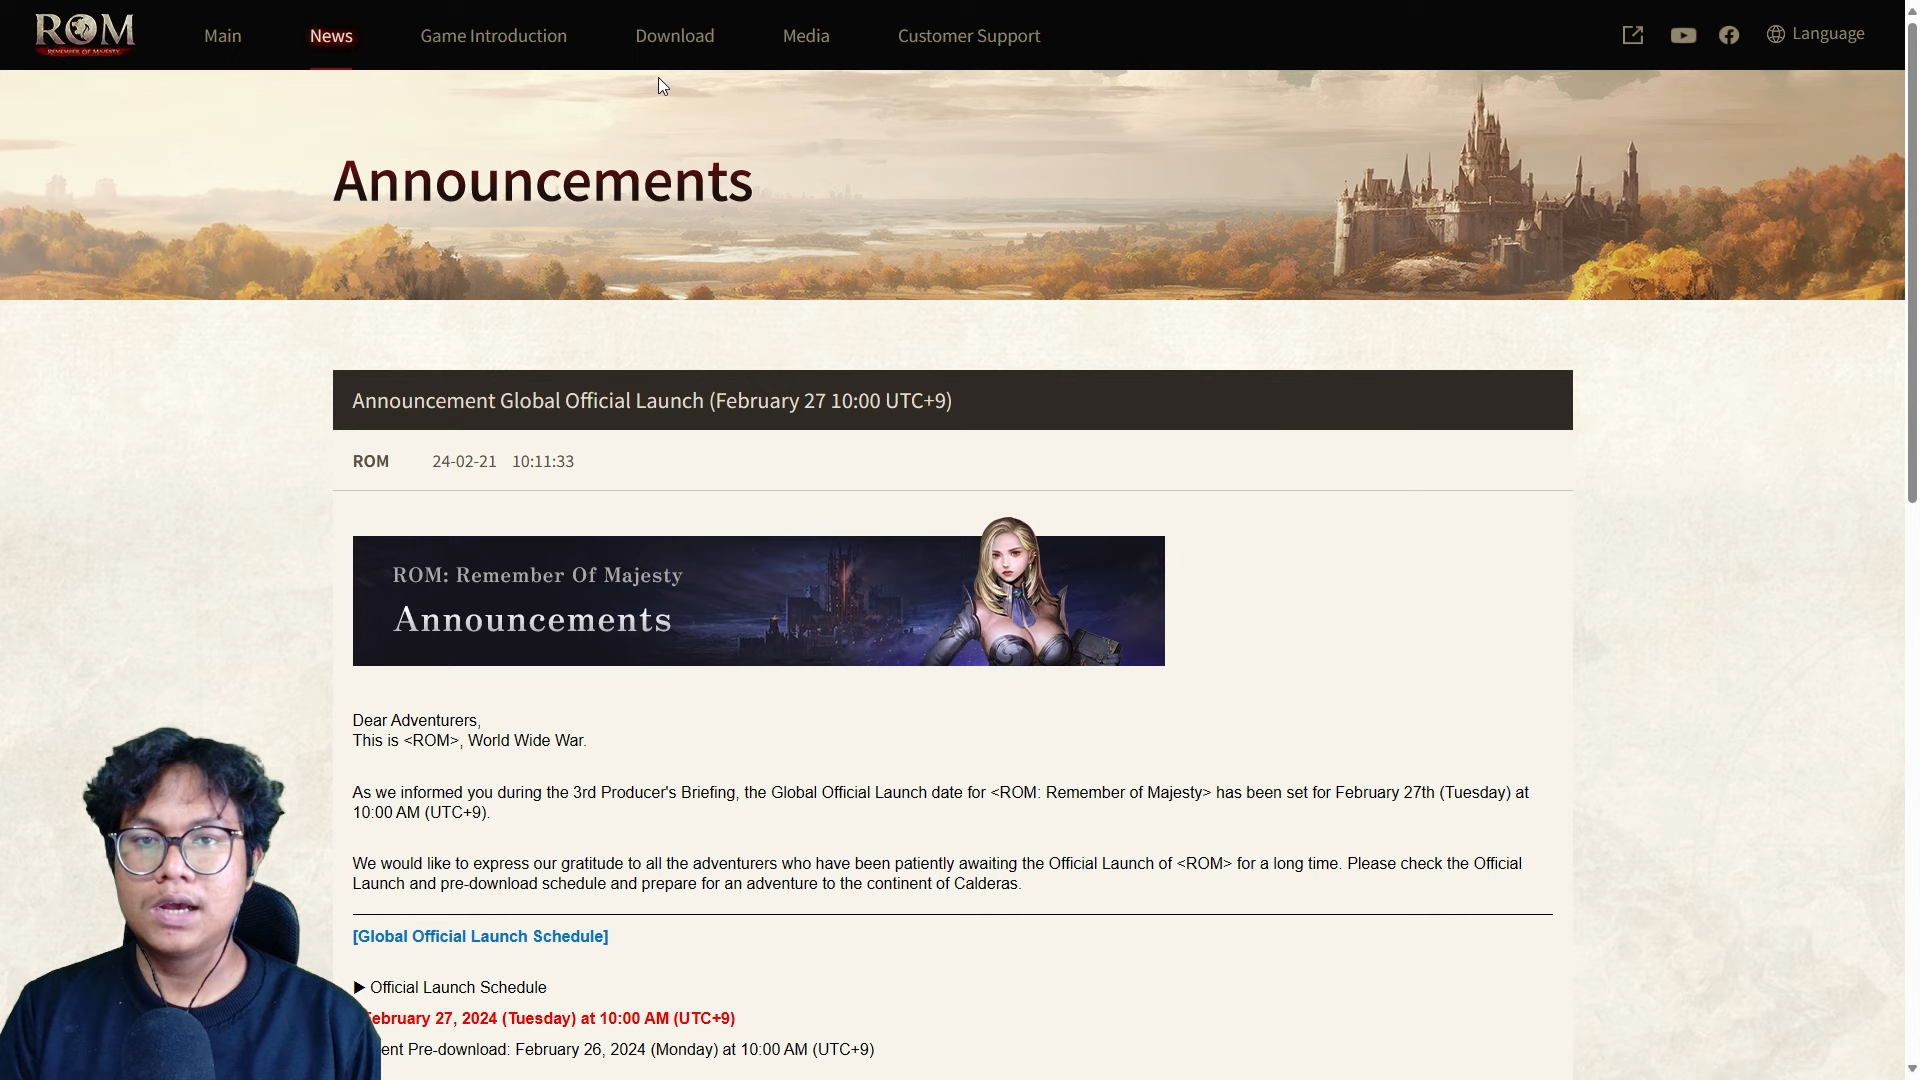 ROM
REMEMBER OF MAJESTY
Main
News
Game Introduction
Download
Media
Customer Support
Language
Announcements
Announcement Global Official Launch (February 27 10:00 UTC+9)
ROM 24-02-21 10:11:33
ROM: Remember Of Majesty
Announcements
Dear Adventurers,
This is <ROM>, World Wide War.
As we informed you during the 3rd Producer's Briefing, the Global Official Launch date for <ROM: Remember of Majesty> has been set for February 27th (Tuesday) at
10:00 AM (UTC+9).
We would like to express our gratitude to all the adventurers who have been patiently awaiting the Official Launch of <ROM> for a long time. Please check the Official
Launch and pre-download schedule and prepare for an adventure to the continent of Calderas.
[Global Official Launch Schedule]
▶ Official Launch Schedule
ebruary 27, 2024 (Tuesday) at 10:00 AM (UTC+9)
ent Pre-download: February 26, 2024 (Monday) at 10:00 AM (UTC+9)